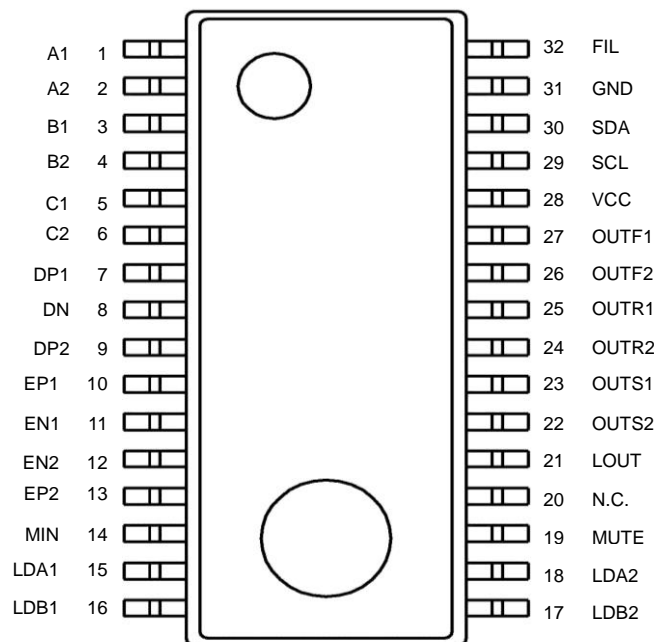 A1 1 32 FIL
A2 2 31 GND
B1 3 30 SDA
B2 4 29 SCL
C1 5 28 VCC
C2 6 27 OUTF1
DP1 7 26 OUTF2
DN 8 25 OUTR1
DP2 9 24 OUTR2
EP1 10 23 OUTS1
EN1 11 22 OUTS2
EN2 12 21 LOUT
EP2 13 20 N.C.
MIN 14 19 MUTE
LDA1 15 18 LDA2
LDB1 16 17 LDB2